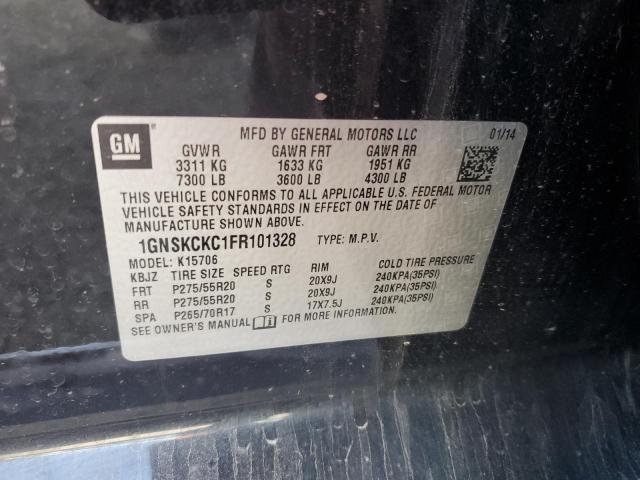 GM
MFD BY GENERAL MOTORS LLC 01/14
GVWR GAWR FRT GAWR RR
3311 KG 1633 KG 1951 KG
7300 LB 3600 LB 4300 LB
THIS VEHICLE CONFORMS TO ALL APPLICABLE U.S. FEDERAL MOTOR
VEHICLE SAFETY STANDARDS IN EFFECT ON THE DATE OF
MANUFACTURE SHOWN ABOVE.
1GNSKCKC1FR101328 TYPE: M.P.V.
MODEL: K15706
KBJZ TIRE SIZE SPEED RTG RIM COLD TIRE PRESSURE
FRT P275/55R20 S 20X9J 240KPA(35PSI)
RR P275/55R20 S 20X9J 240KPA(35PSI)
SPA P265/70R17 S 17X7.5J 240KPA(35PSI)
SEE OWNER'S MANUAL FOR MORE INFORMATION.